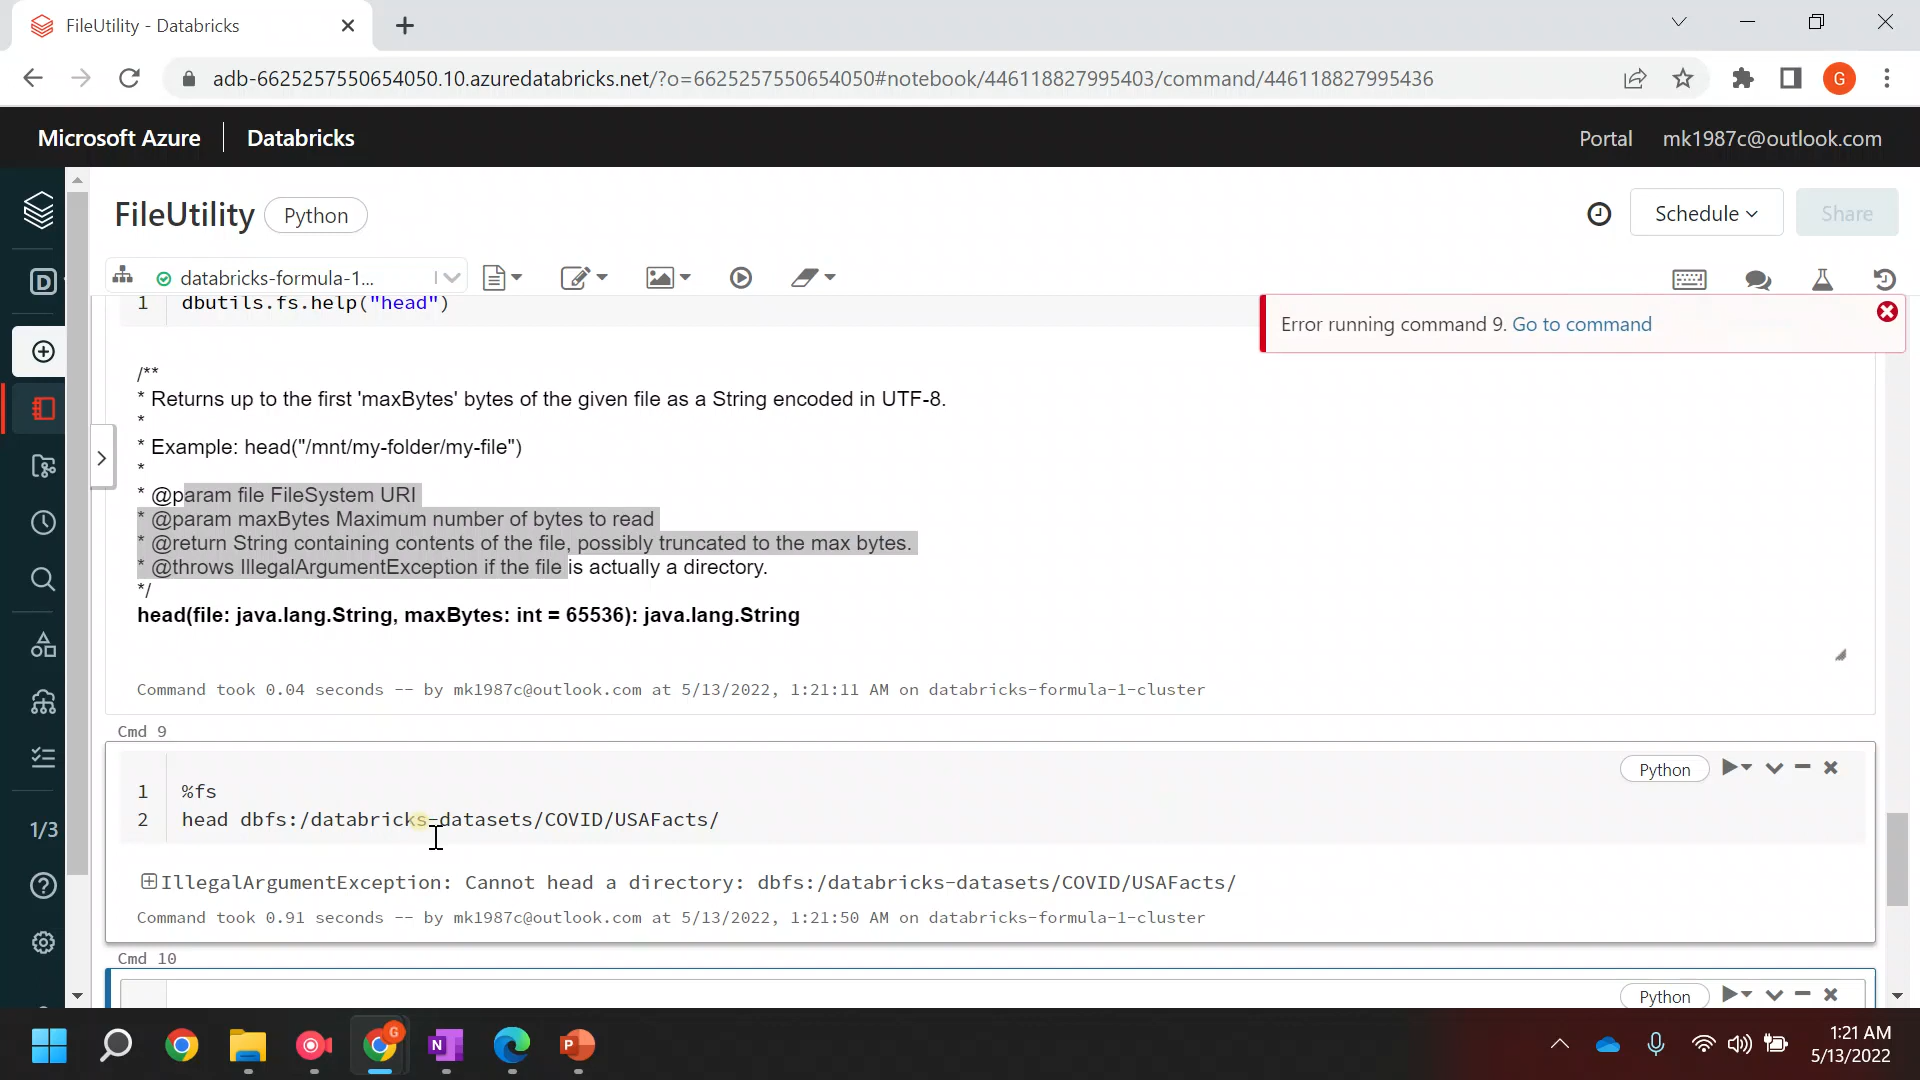 FileUtility - Databricks
adb-6625257550654050.10.azuredatabricks.net/?o=6625257550654050#notebook/446118827995403/command/446118827995436
G
Microsoft Azure
Databricks
Portal
mk1987c@outlook.com
FileUtility
Python
Schedule
Share
D
databricks-formula-1...
1 dbutils.fs.help("head")
Error running command 9. Go to command
/**
* Returns up to the first 'maxBytes' bytes of the given file as a String encoded in UTF-8.
*
* Example: head("/mnt/my-folder/my-file")
*
* @param file FileSystem URI
* @param maxBytes Maximum number of bytes to read
* @return String containing contents of the file, possibly truncated to the max bytes.
* @throws IllegalArgumentException if the file is actually a directory.
*/
head(file: java.lang.String, maxBytes: int = 65536): java.lang.String
Command took 0.04 seconds -- by mk1987c@outlook.com at 5/13/2022, 1:21:11 AM on databricks-formula-1-cluster
Cmd 9
Python
1 %fs
2 head dbfs:/databricks-datasets/COVID/USAFacts/
IllegalArgumentException: Cannot head a directory: dbfs:/databricks-datasets/COVID/USAFacts/
Command took 0.91 seconds -- by mk1987c@outlook.com at 5/13/2022, 1:21:50 AM on databricks-formula-1-cluster
Cmd 10
Python
1/3
G
N
P
1:21 AM
5/13/2022